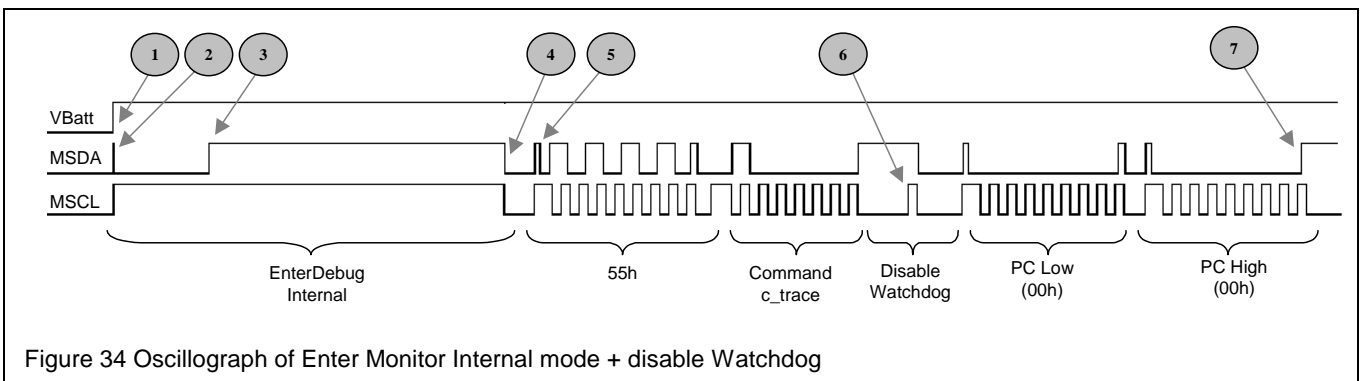 1 2 3 4 5 6 7
VBatt
MSDA
MSCL
EnterDebug
Internal
55h
Command
c_trace
Disable
Watchdog
PC Low
(00h)
PC High
(00h)
Figure 34 Oscillograph of Enter Monitor Internal mode + disable Watchdog